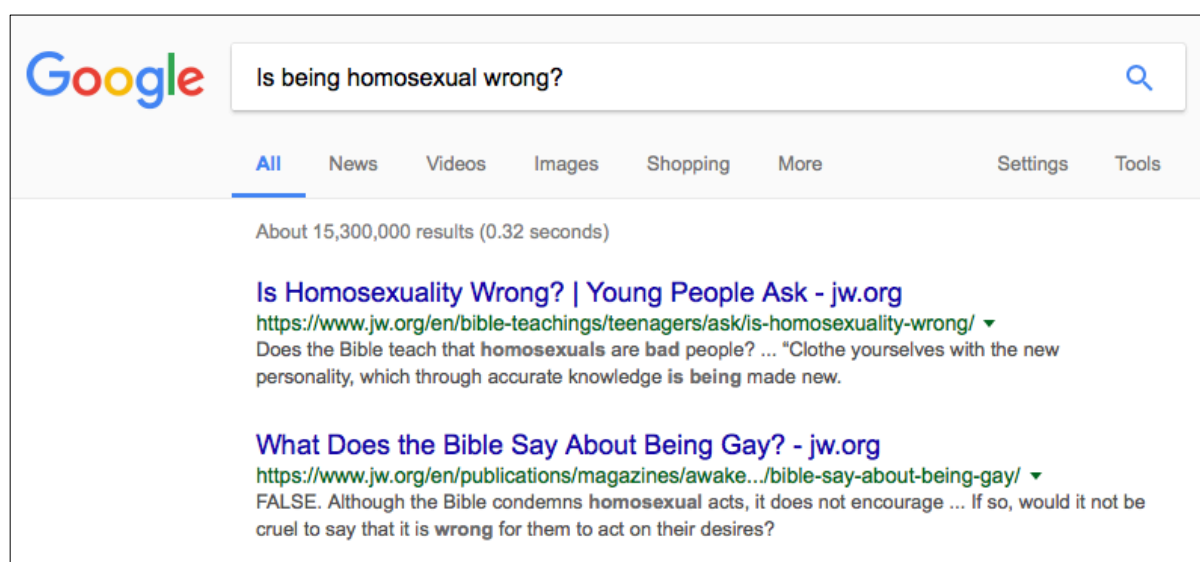 Google
Is being homosexual wrong?
All News Videos Images Shopping More Settings Tools
About 15,300,000 results (0.32 seconds)
Is Homosexuality Wrong? | Young People Ask - jw.org
https://www.jw.org/en/bible-teachings/teenagers/ask/is-homosexuality-wrong/
Does the Bible teach that homosexuals are bad people? ... “Clothe yourselves with the new
personality, which through accurate knowledge is being made new.
What Does the Bible Say About Being Gay? - jw.org
https://www.jw.org/en/publications/magazines/awake.../bible-say-about-being-gay/
FALSE. Although the Bible condemns homosexual acts, it does not encourage ... If so, would it not be
cruel to say that it is wrong for them to act on their desires?